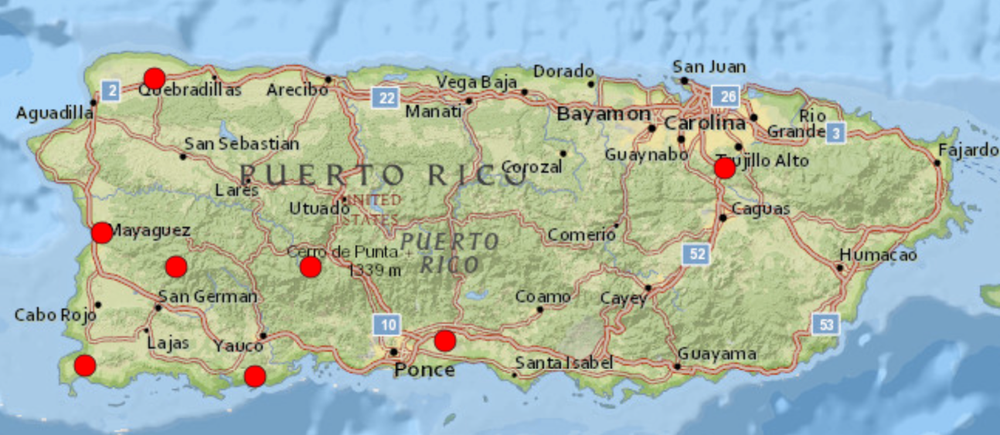 San Juan
Dorado
Vega Baja
2
Quebradillas
Arecibo
22
Manati
26
Aguadilla
Bayamon
Carolina
Rio
Grande
3
San Sebastian
Guaynabo
Trujillo Alto
Fajardo
Corozal
PUERTO RICO
Lares
UNITED
STATES
Utuado
Caguas
Mayaguez
Comerio
PUERTO
RICO
Cerro de Punta
1339 m
52
Humacao
San German
Coamo
Cayey
Cabo Rojo
10
53
Lajas
Yauco
Guayama
Santa Isabel
Ponce